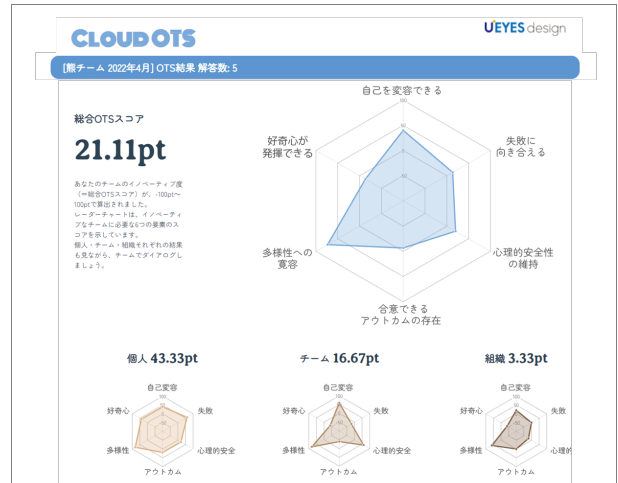 CLOUD OTS
UEYES design
[熊チーム 2022年4月] OTS結果 解答数: 5
総合OTSスコア
21.11pt
あなたのチームのイノベーティブ度
（＝総合OTSスコア）が、-100pt〜
100ptで算出されました。
レーダーチャートは、イノベーティ
ブなチームに必要な6つの要素のス
コアを示しています。
個人・チーム・組織それぞれの結果
も見ながら、チームでダイアログし
ましょう。
自己を変容できる
100
50
0
-50
失敗に
向き合える
心理的安全性
の維持
合意できる
アウトカムの存在
多様性への
寛容
好奇心が
発揮できる
個人 43.33pt
自己変容
100
50
0
失敗
心理的安全
アウトカム
多様性
好奇心
チーム 16.67pt
自己変容
100
50
失敗
心理的安全
アウトカム
多様性
好奇心
組織 3.33pt
自己変容
100
50
失敗
心理的
アウトカム
多様性
好奇心